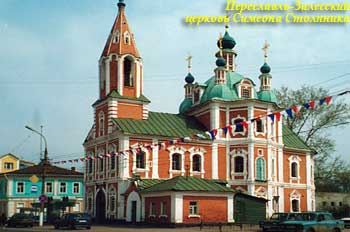 Переславль-Залесский
церковь Симеона Столпника